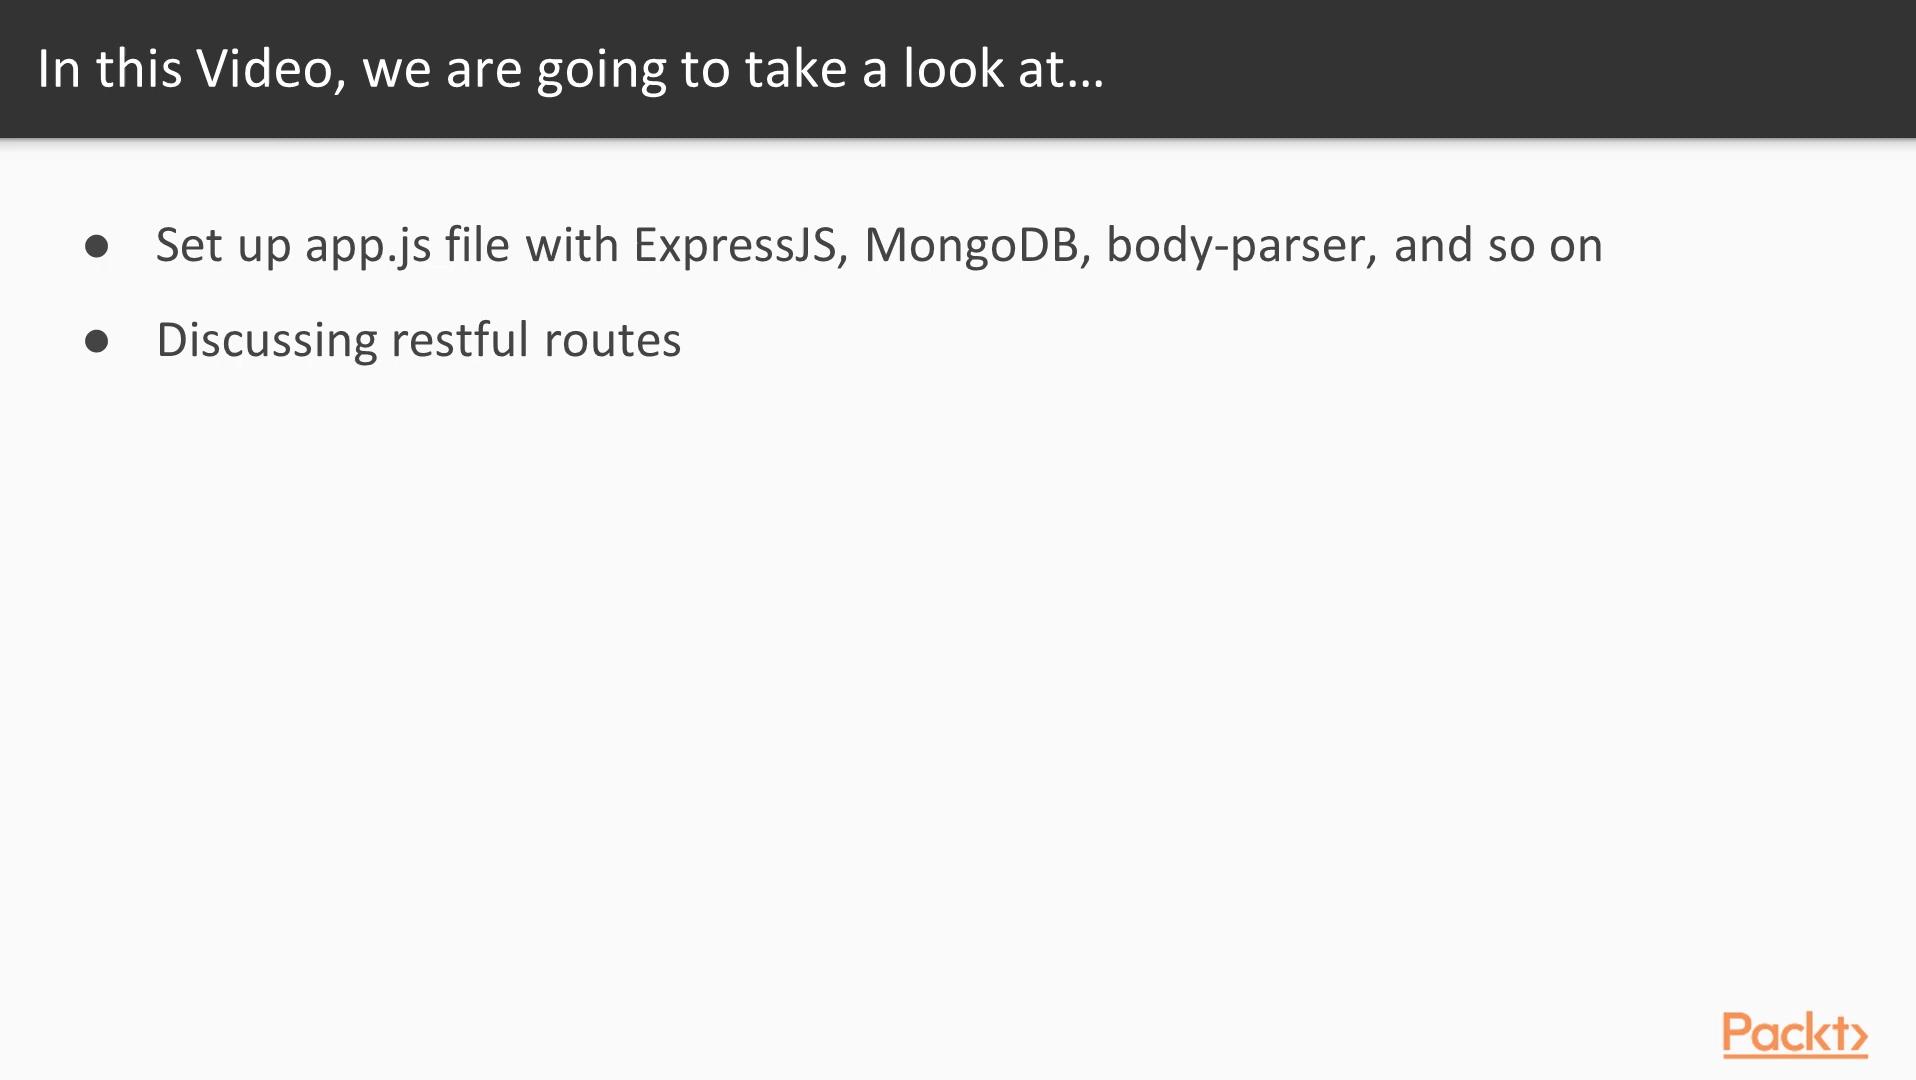 In this Video, we are going to take a look at…
● Set up app.js file with ExpressJS, MongoDB, body-parser, and so on
● Discussing restful routes
Packt>